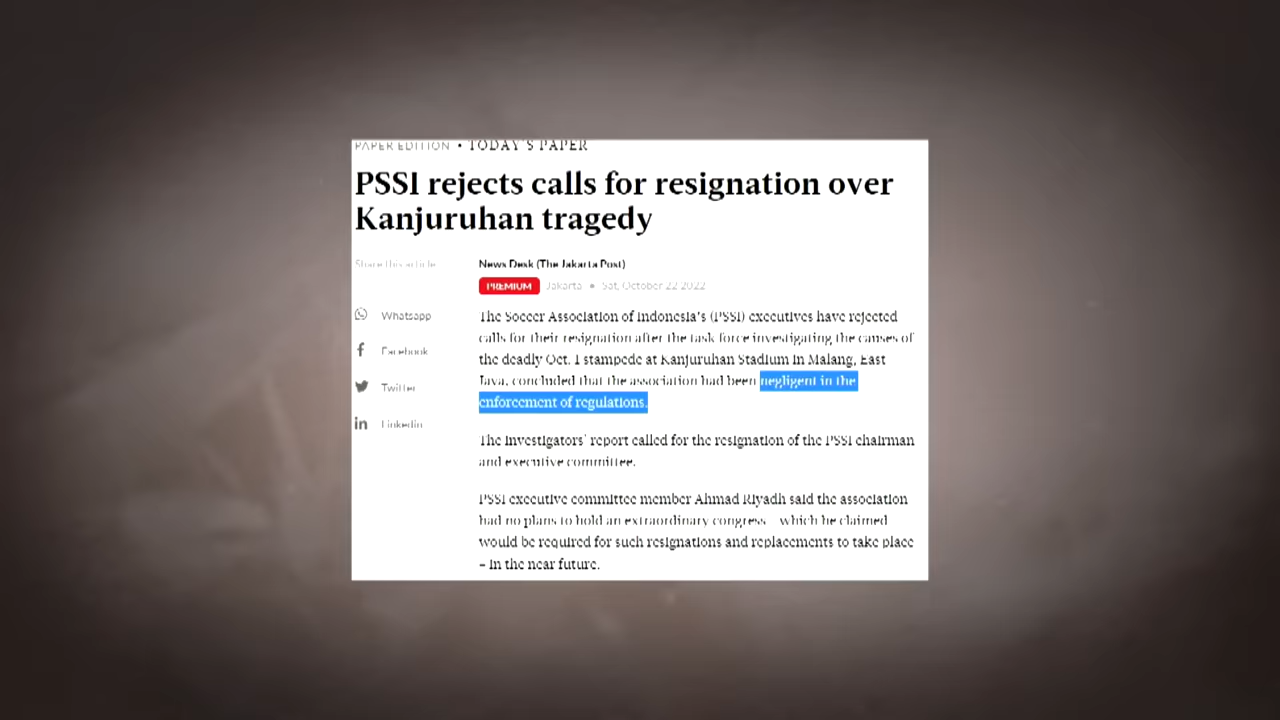 PAPER EDITION • TODAY'S PAPER
PSSI rejects calls for resignation over
Kanjuruhan tragedy
Share this article
News Desk (The Jakarta Post)
PREMIUM Jakarta • Sat, October 22 2022
Whatsapp
Facebook
Twitter
Linkedin
The Soccer Association of Indonesia's (PSSI) executives have rejected
calls for their resignation after the task force investigating the causes of
the deadly Oct. 1 stampede at Kanjuruhan Stadium in Malang, East
Java, concluded that the association had been negligent in the
enforcement of regulations.
The investigators' report called for the resignation of the PSSI chairman
and executive committee.
PSSI executive committee member Ahmad Riyadh said the association
had no plans to hold an extraordinary congress – which he claimed
would be required for such resignations and replacements to take place
– in the near future.